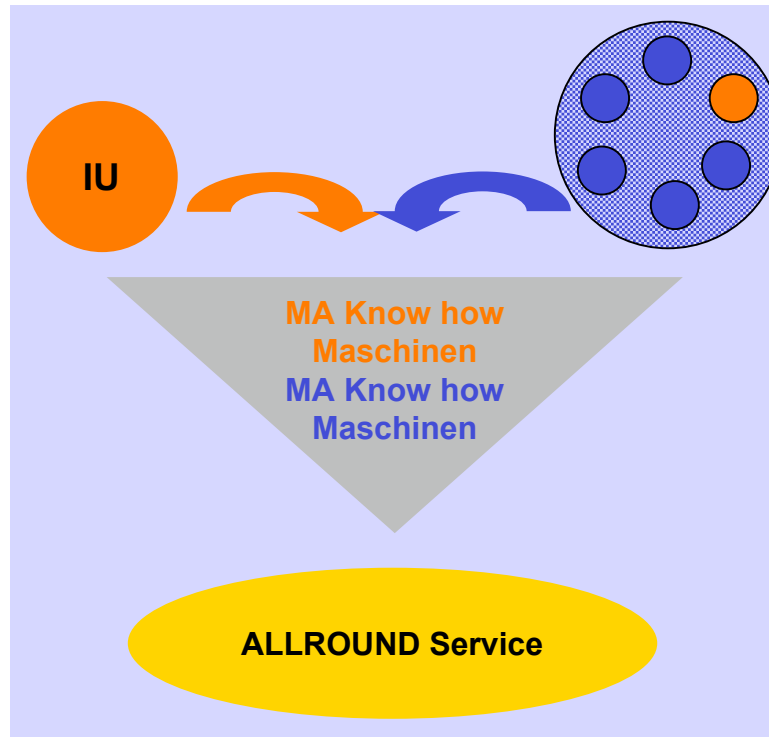 IU
MA Know how
Maschinen
MA Know how
Maschinen
ALLROUND Service